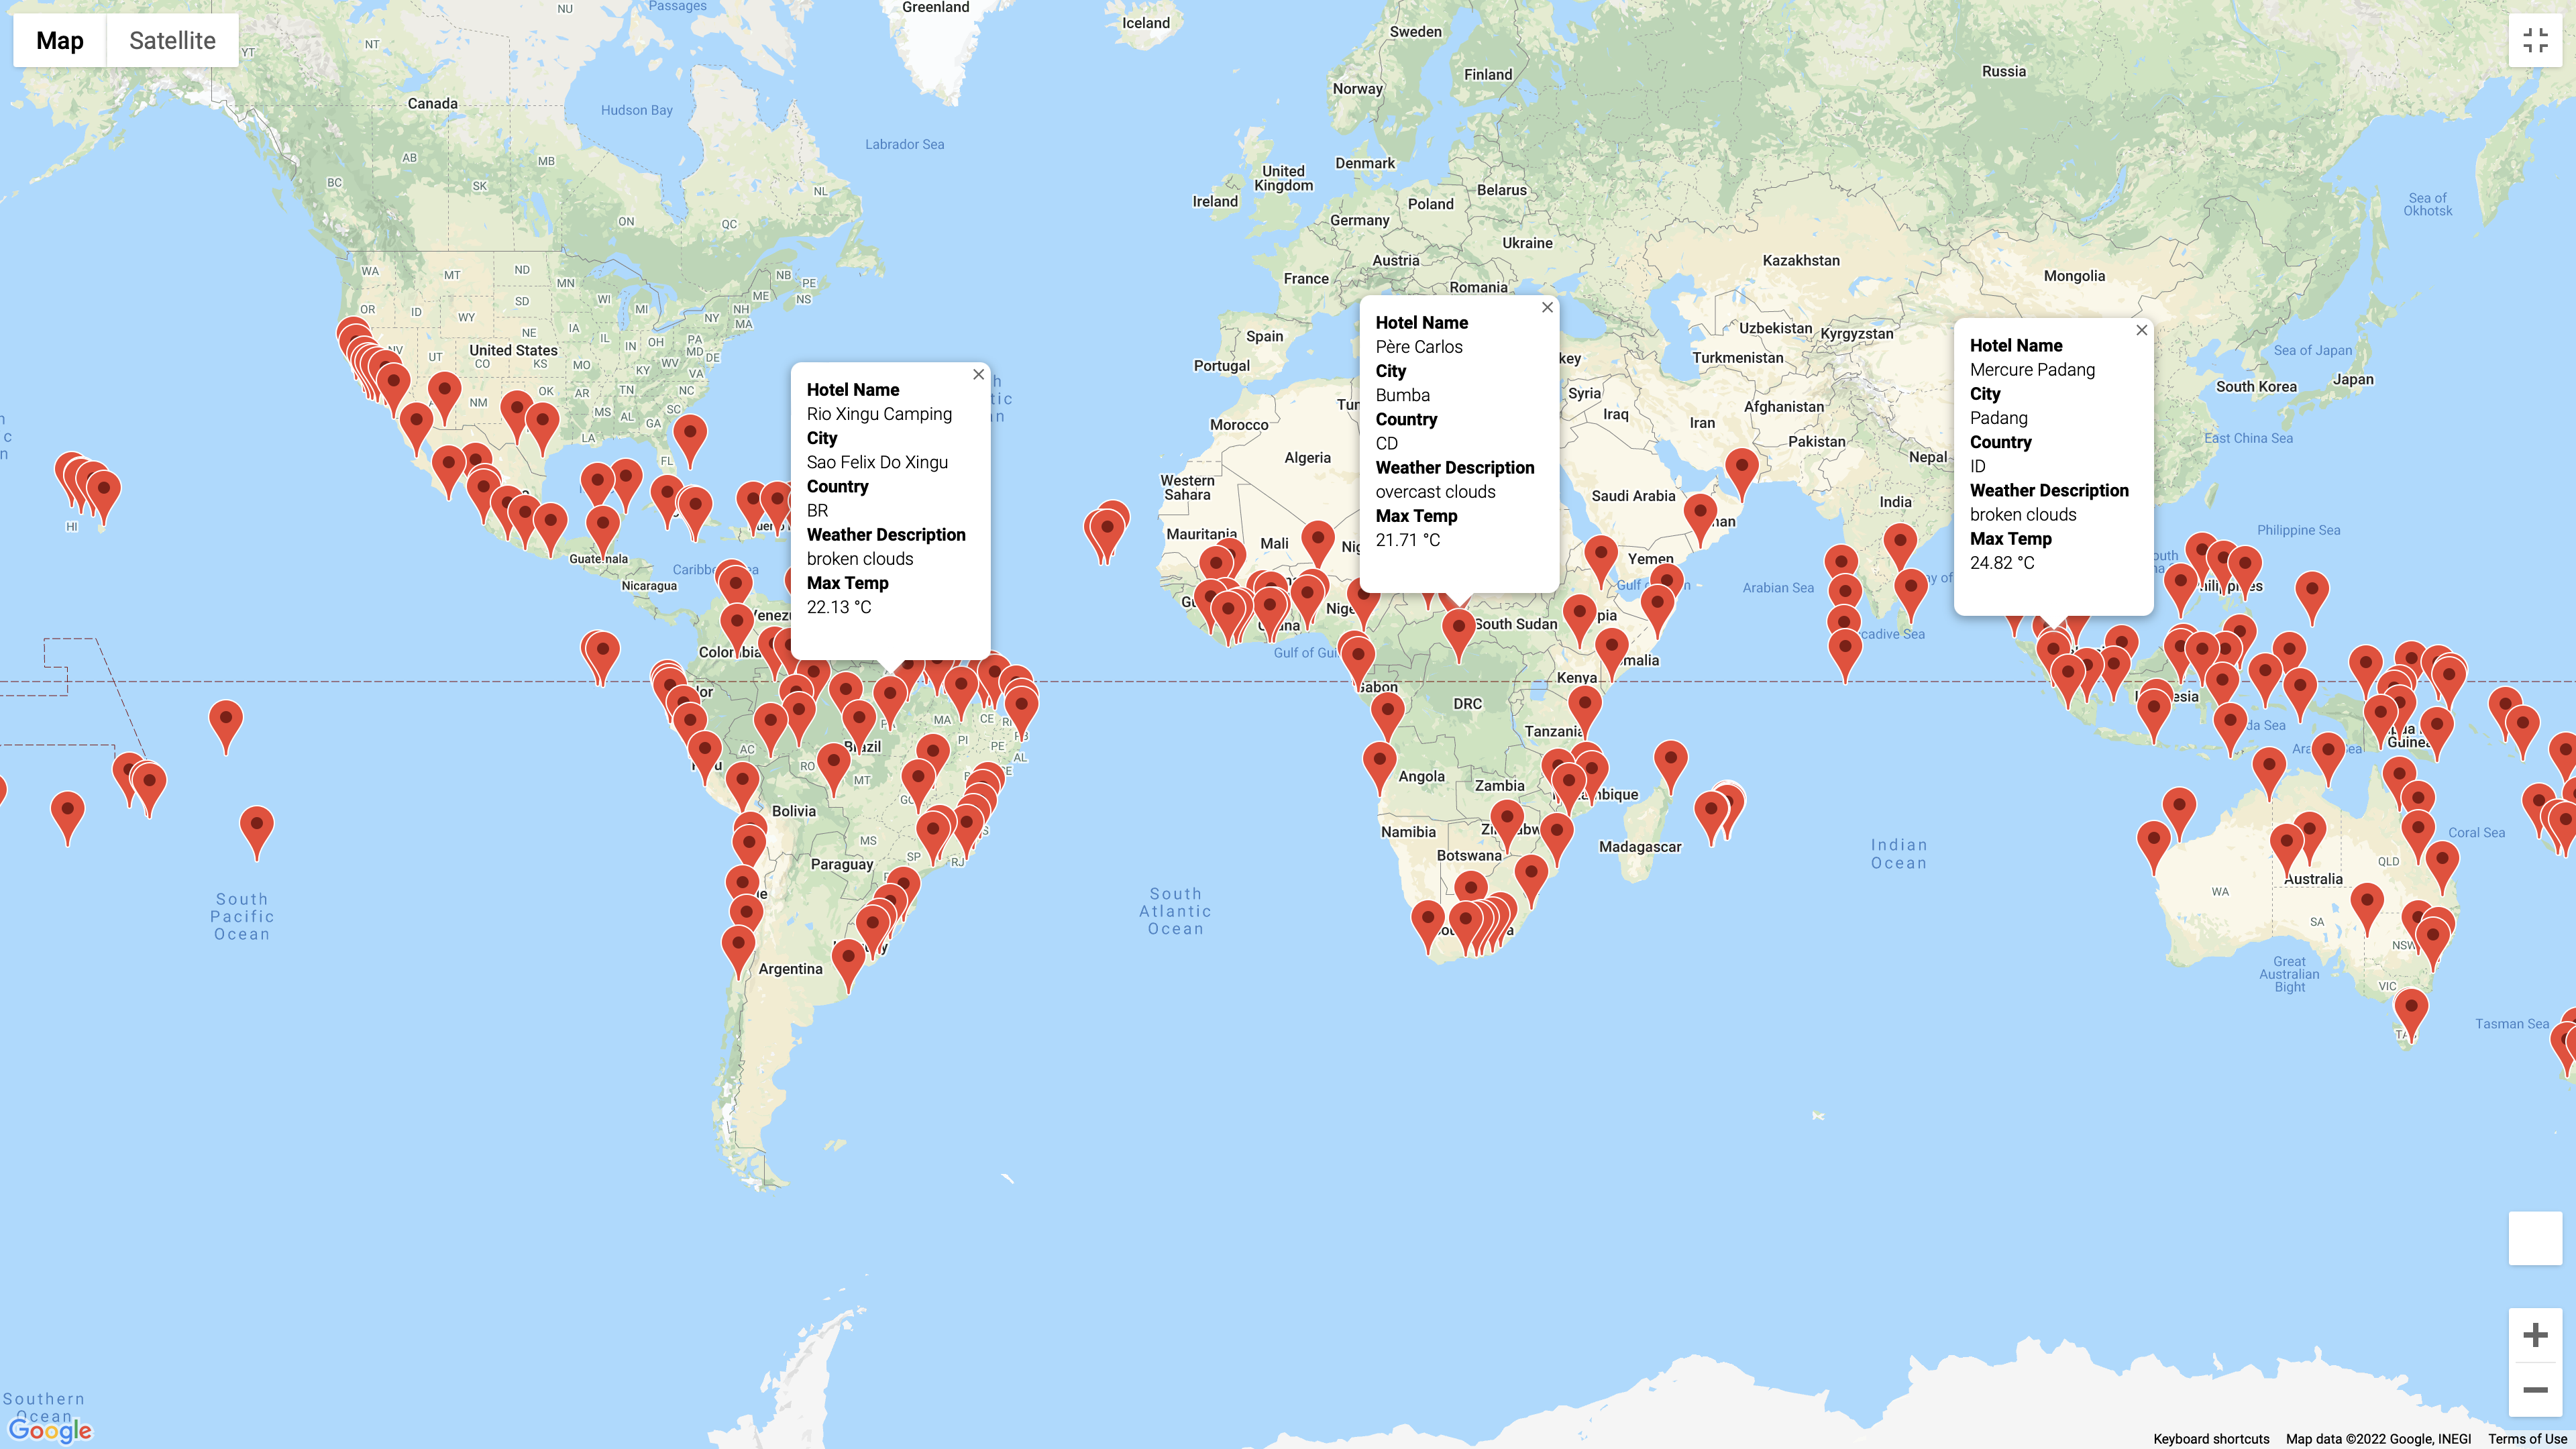 Map
Satellite
NU
Passages
Greenland
Iceland
Sweden
Finland
Norway
Russia
YT
NT
Canada
Hudson Bay
Labrador Sea
Denmark
United
Kingdom
Ireland
Belarus
Poland
Germany
Ukraine
Austria
France
Romania
Kazakhstan
Mongolia
Sea of
Okhotsk
AB
MB
BC
SK
NL
ON
QC
NB
PE
NS
ME
WA
MT
ND
MN
OR
ID
SD
WI
MI
NY
NH
MA
WY
NE
IA
IL
IN
OH
PA
MD
DE
NV
UT
CO
United States
KS
MO
KY
WV
VA
OK
AR
TN
NC
MS
AL
SC
GA
LA
FL
HI
Spain
Portugal
Uzbekistan
Kyrgyzstan
Turkmenistan
Sea of Japan
South Korea
Japan
Syria
Iraq
Iran
Afghanistan
Pakistan
Nepal
India
East China Sea
Philippine Sea
Morocco
Algeria
Western
Sahara
Mauritania
Mali
Saudi Arabia
Yemen
Arabian Sea
Hotel Name
Rio Xingu Camping
City
Sao Felix Do Xingu
Country
BR
Weather Description
broken clouds
Max Temp
22.13 °C
Hotel Name
Père Carlos
City
Bumba
Country
CD
Weather Description
overcast clouds
Max Temp
21.71 °C
Hotel Name
Mercure Padang
City
Padang
Country
ID
Weather Description
broken clouds
Max Temp
24.82 °C
Guatemala
Nicaragua
South Sudan
Kenya
DRC
Tanzania
Angola
Zambia
Namibia
Botswana
Madagascar
AC
RO
MT
MA
PI
CE
PE
AL
PB
Brazil
Bolivia
MS
SP
RJ
Paraguay
Argentina
South
Pacific
Ocean
South
Atlantic
Ocean
Indian
Ocean
Coral Sea
QLD
Australia
WA
SA
NSW
VIC
Great
Australian
Bight
Tasman Sea
Southern
Ocean
Google
Keyboard shortcuts
Map data ©2022 Google, INEGI
Terms of Use